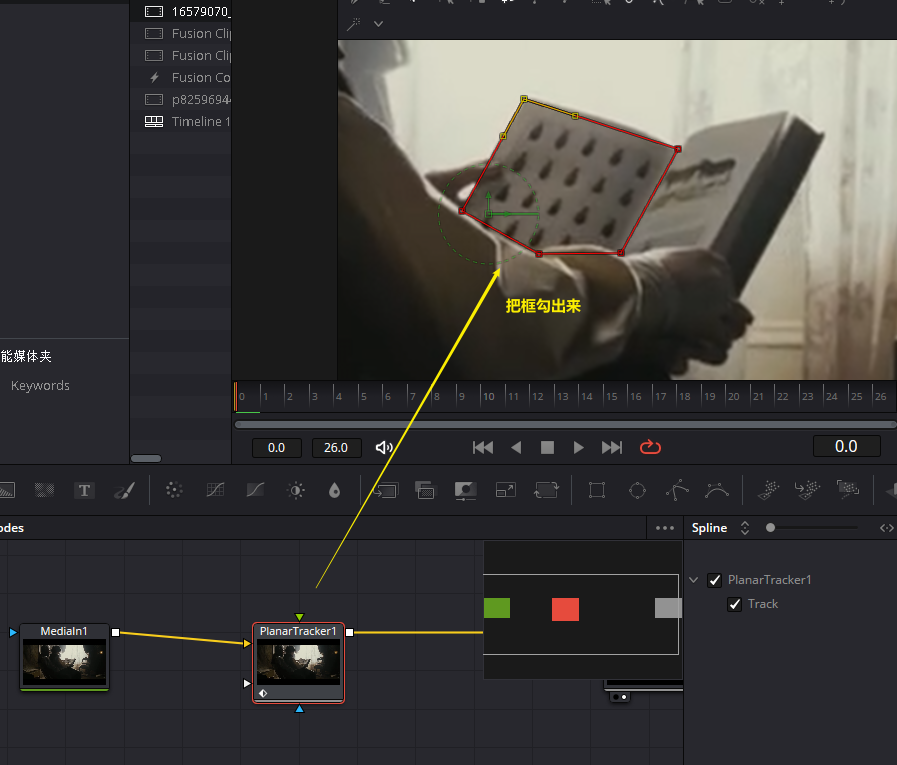 16579070_
Fusion Cli
Fusion Cli
Fusion Co
p8259694
Timeline 1
把框勾出来
能媒体夹
Keywords
0 1 2 3 4 5 6 7 8 9 10 11 12 13 14 15 16 17 18 19 20 21 22 23 24 25 26
0.0 26.0 0.0
T
odes Spline
PlanarTracker1
Track
MediaIn1 PlanarTracker1